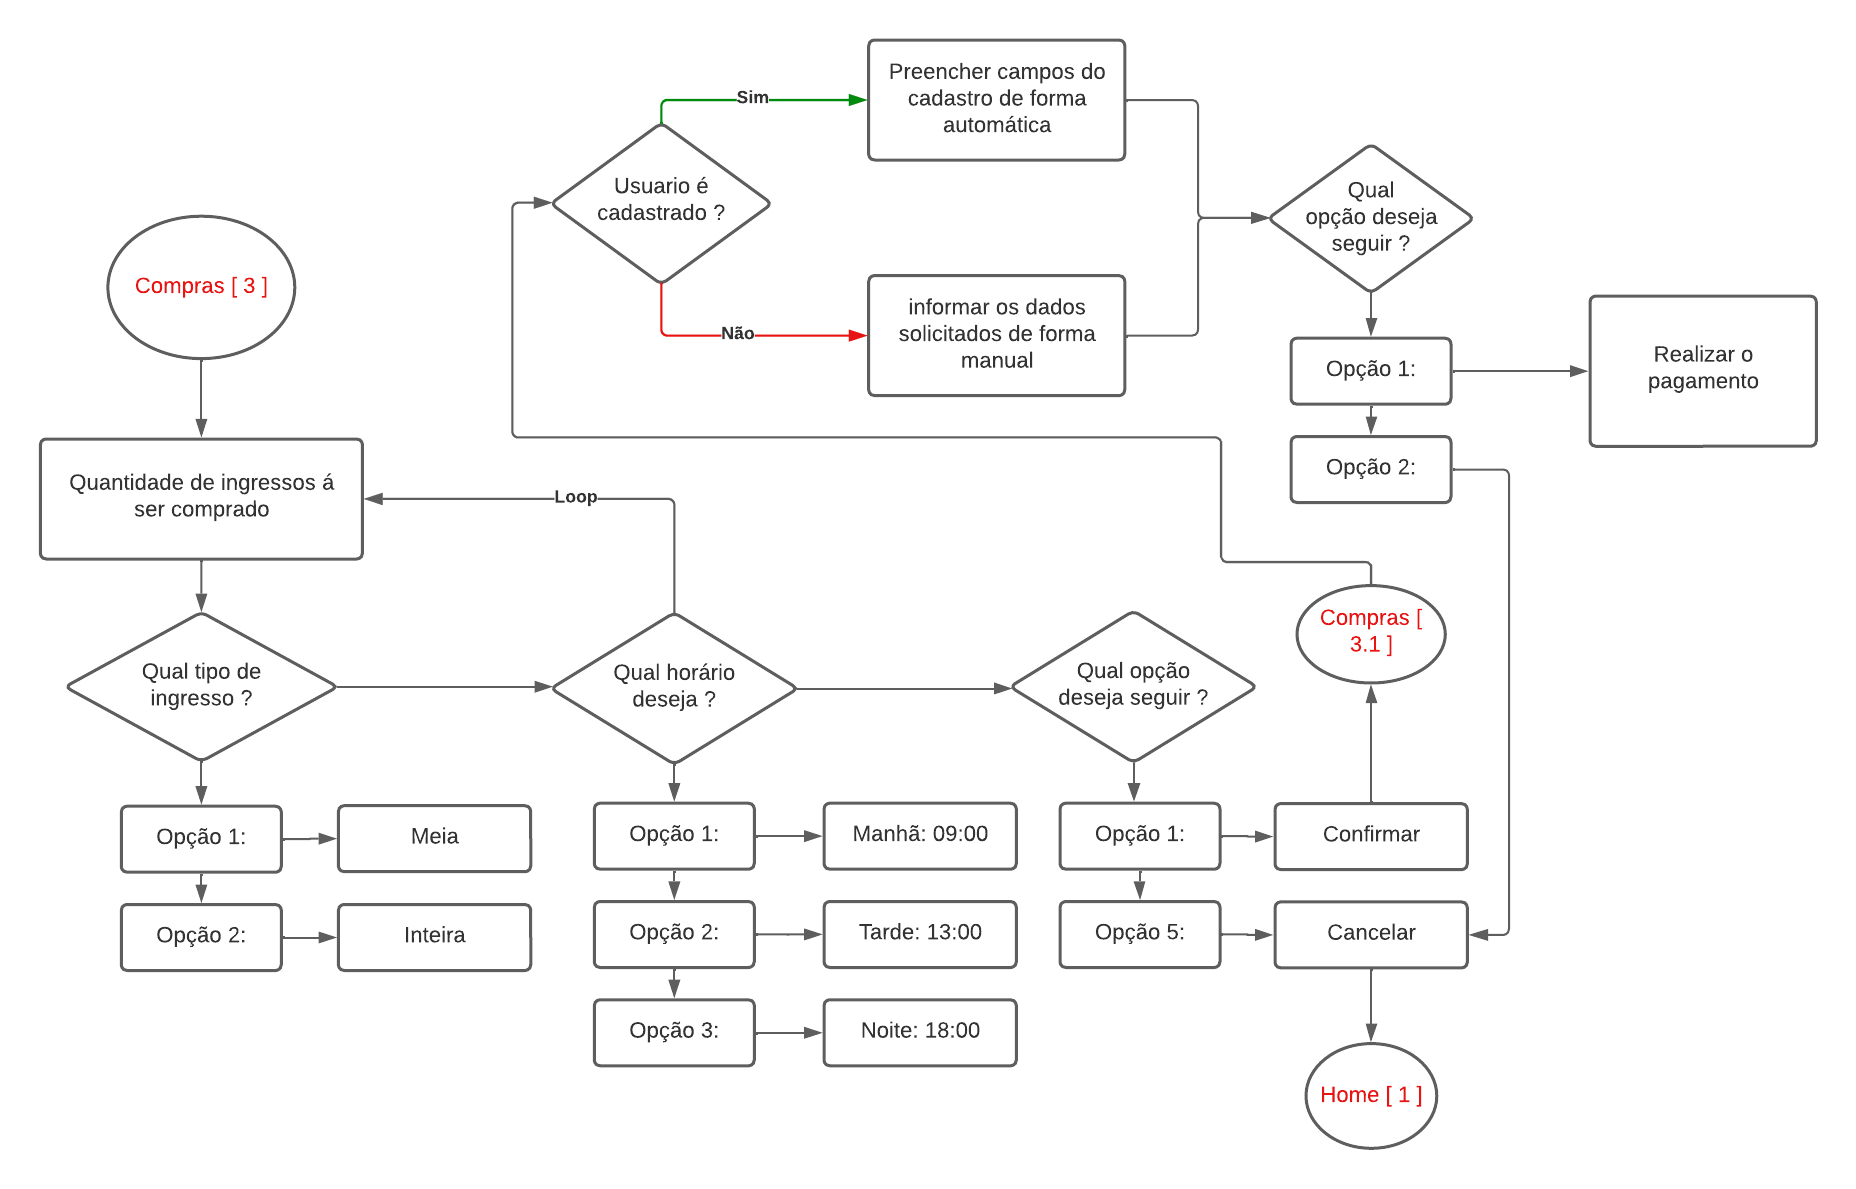 Preencher campos do
cadastro de forma
automática
Sim
Usuario é
cadastrado ?
Qual
opção deseja
seguir ?
Compras [ 3 ]
informar os dados
solicitados de forma
manual
Não
Opção 1:
Realizar o
pagamento
Opção 2:
Quantidade de ingressos á
ser comprado
Loop
Compras [
3.1 ]
Qual tipo de
ingresso ?
Qual horário
deseja ?
Qual opção
deseja seguir ?
Opção 1:
Meia
Opção 1:
Manhã: 09:00
Opção 1:
Confirmar
Opção 2:
Inteira
Opção 2:
Tarde: 13:00
Opção 5:
Cancelar
Opção 3:
Noite: 18:00
Home [ 1 ]